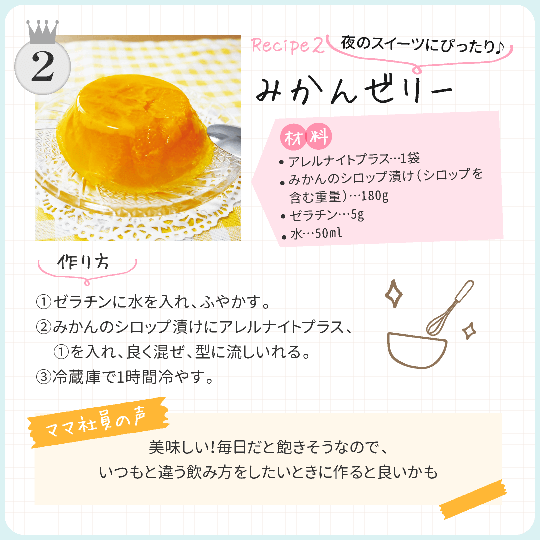 2
Recipe2
夜のスイーツにぴったり♪
みかんゼリー
材料
•アレルナイトプラス…1袋
•みかんのシロップ漬け（シロップを
含む重量）…180g
•ゼラチン…5g
•水…50ml
作り方
①ゼラチンに水を入れ、ふやかす。
②みかんのシロップ漬けにアレルナイトプラス、
①を入れ、良く混ぜ、型に流しいれる。
③冷蔵庫で1時間冷やす。
ママ社員の声
美味しい！毎日だと飽きそうなので、
いつもと違う飲み方をしたいときに作ると良いかも